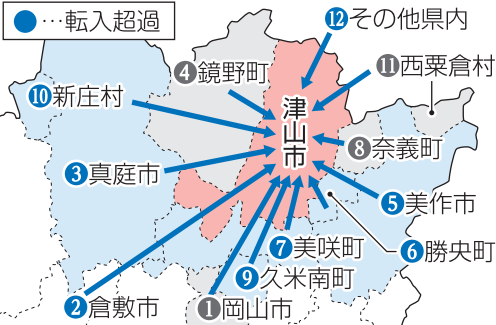 ●…転入超過
⑫その他県内
④鏡野町
⑪西粟倉村
⑩新庄村
津山市
⑧奈義町
③真庭市
⑤美作市
⑦美咲町
⑥勝央町
⑨久米南町
②倉敷市
①岡山市